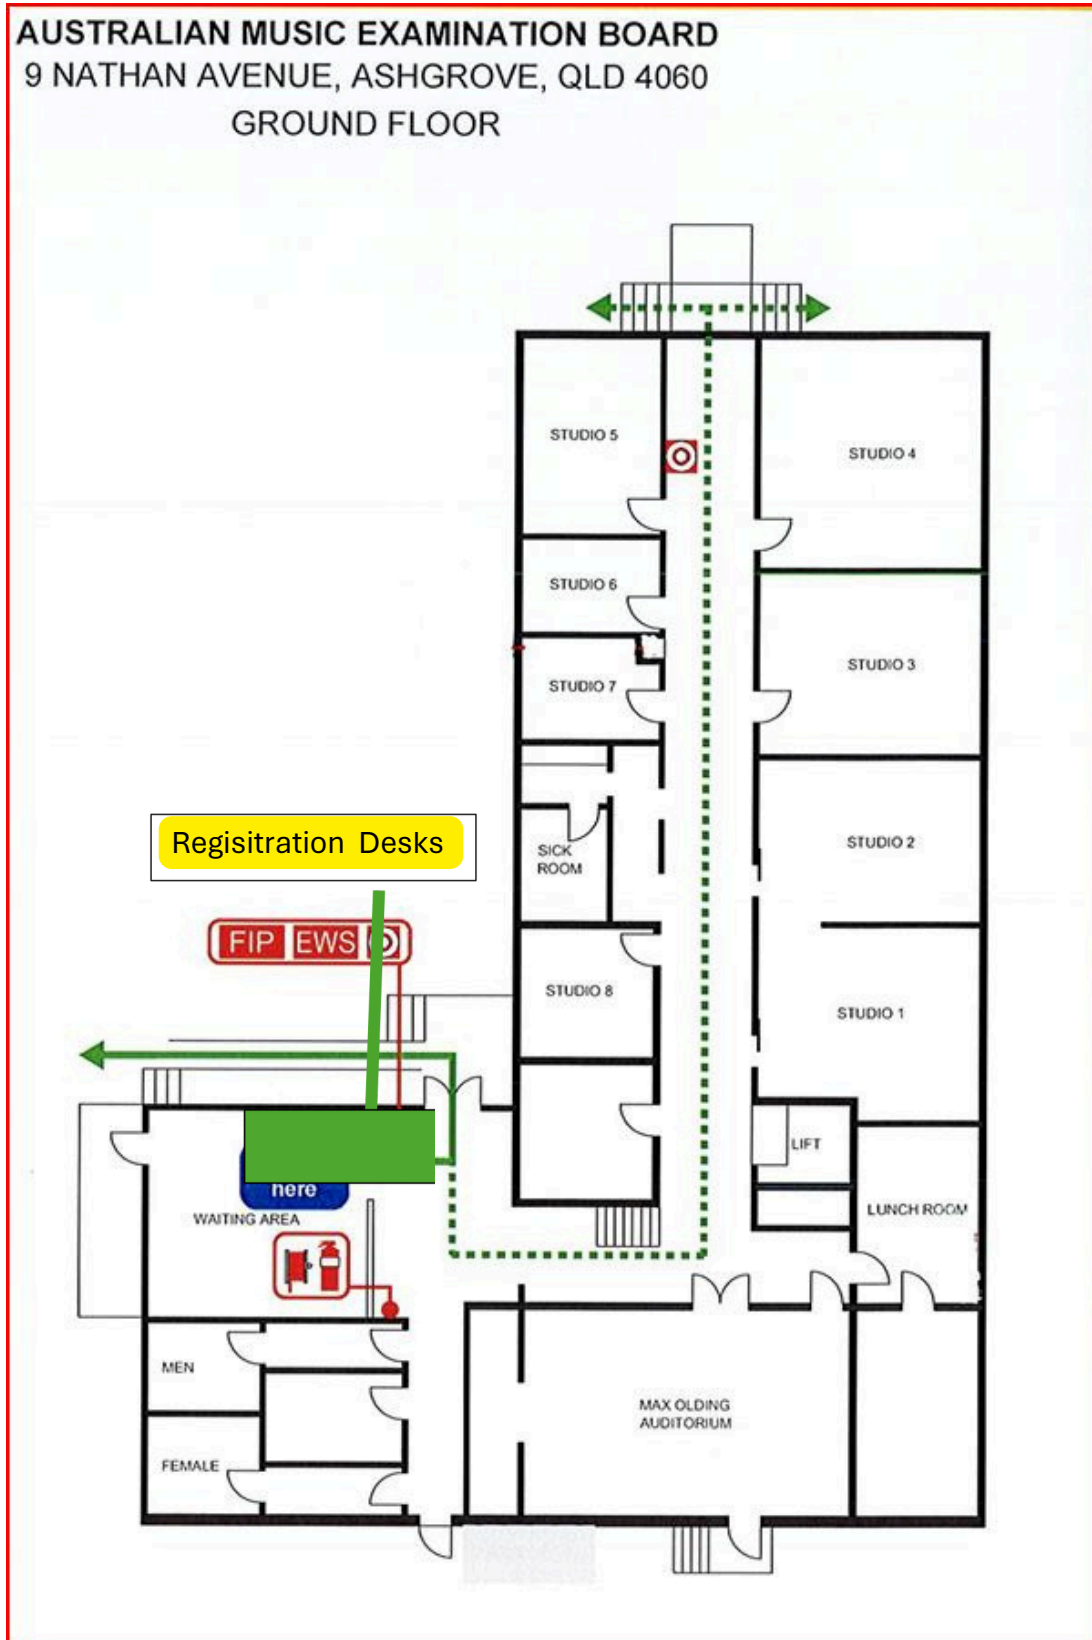 AUSTRALIAN MUSIC EXAMINATION BOARD
9 NATHAN AVENUE, ASHGROVE, QLD 4060
GROUND FLOOR
STUDIO 5
STUDIO 4
STUDIO 6
STUDIO 3
STUDIO 7
Regisitration Desks
STUDIO 2
SICK
ROOM
FIP EWS
STUDIO 8
STUDIO 1
LIFT
here
WAITING AREA
LUNCH ROOM
MEN
MAX OLDING
AUDITORIUM
FEMALE